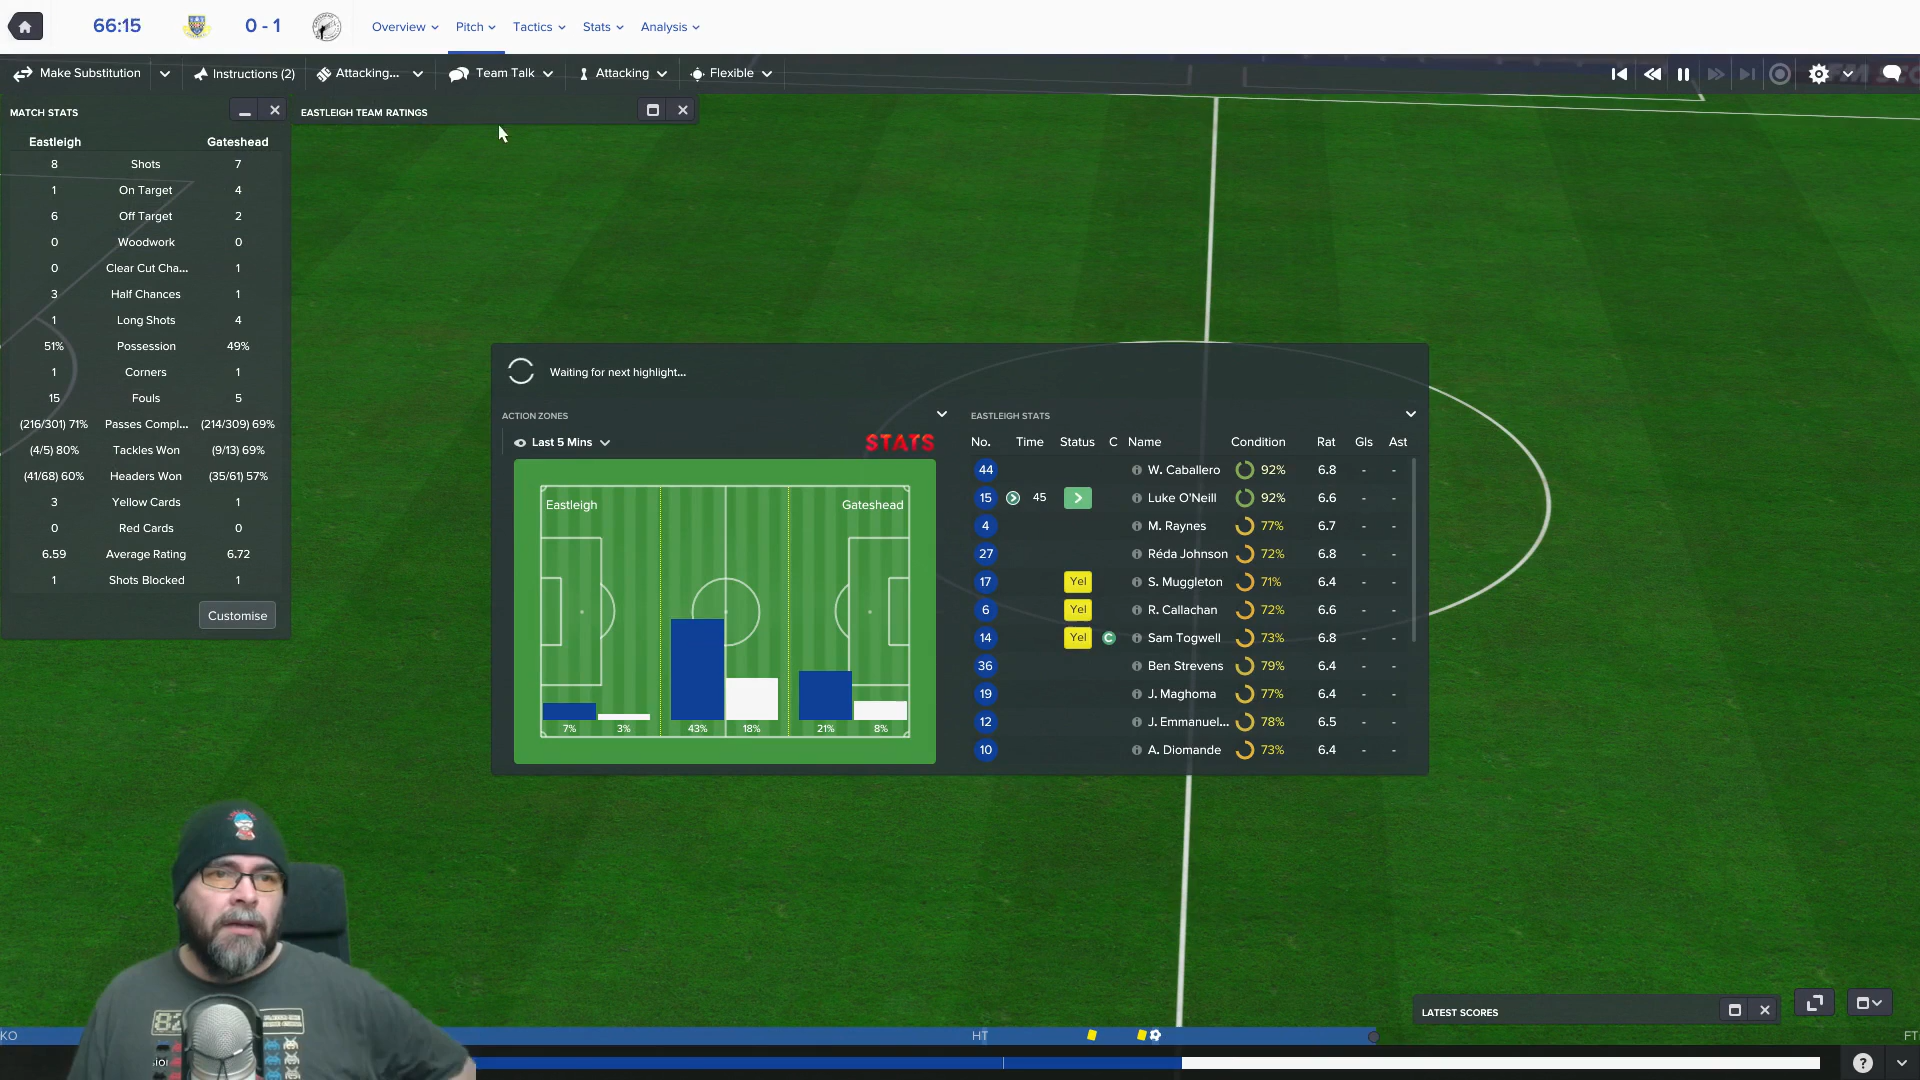 66:15
0 - 1
Overview
Pitch
Tactics
Stats
Analysis
Make Substitution
Instructions (2)
Attacking...
Team Talk
Attacking
Flexible
MATCH STATS
EASTLEIGH TEAM RATINGS
Eastleigh Gateshead
8 Shots 7
1 On Target 4
6 Off Target 2
0 Woodwork 0
0 Clear Cut Cha... 1
3 Half Chances 1
1 Long Shots 4
51% Possession 49%
1 Corners 1
15 Fouls 5
(216/301) 71% Passes Compl... (214/309) 69%
(4/5) 80% Tackles Won (9/13) 69%
(41/68) 60% Headers Won (35/61) 57%
3 Yellow Cards 1
0 Red Cards 0
6.59 Average Rating 6.72
1 Shots Blocked 1
Customise
Waiting for next highlight...
ACTION ZONES
Last 5 Mins
STATS
Eastleigh Gateshead
7% 3% 43% 18% 21% 8%
EASTLEIGH STATS
No. Time Status C Name Condition Rat Gls Ast
44 W. Caballero 92% 6.8 - -
15 45 Luke O'Neill 92% 6.6 - -
4 M. Raynes 77% 6.7 - -
27 Réda Johnson 72% 6.8 - -
17 Yel S. Muggleton 71% 6.4 - -
6 Yel R. Callachan 72% 6.6 - -
14 Yel C Sam Togwell 73% 6.8 - -
36 Ben Strevens 79% 6.4 - -
19 J. Maghoma 77% 6.4 - -
12 J. Emmanuel... 78% 6.5 - -
10 A. Diomande 73% 6.4 - -
LATEST SCORES
KO
HT
FT
?